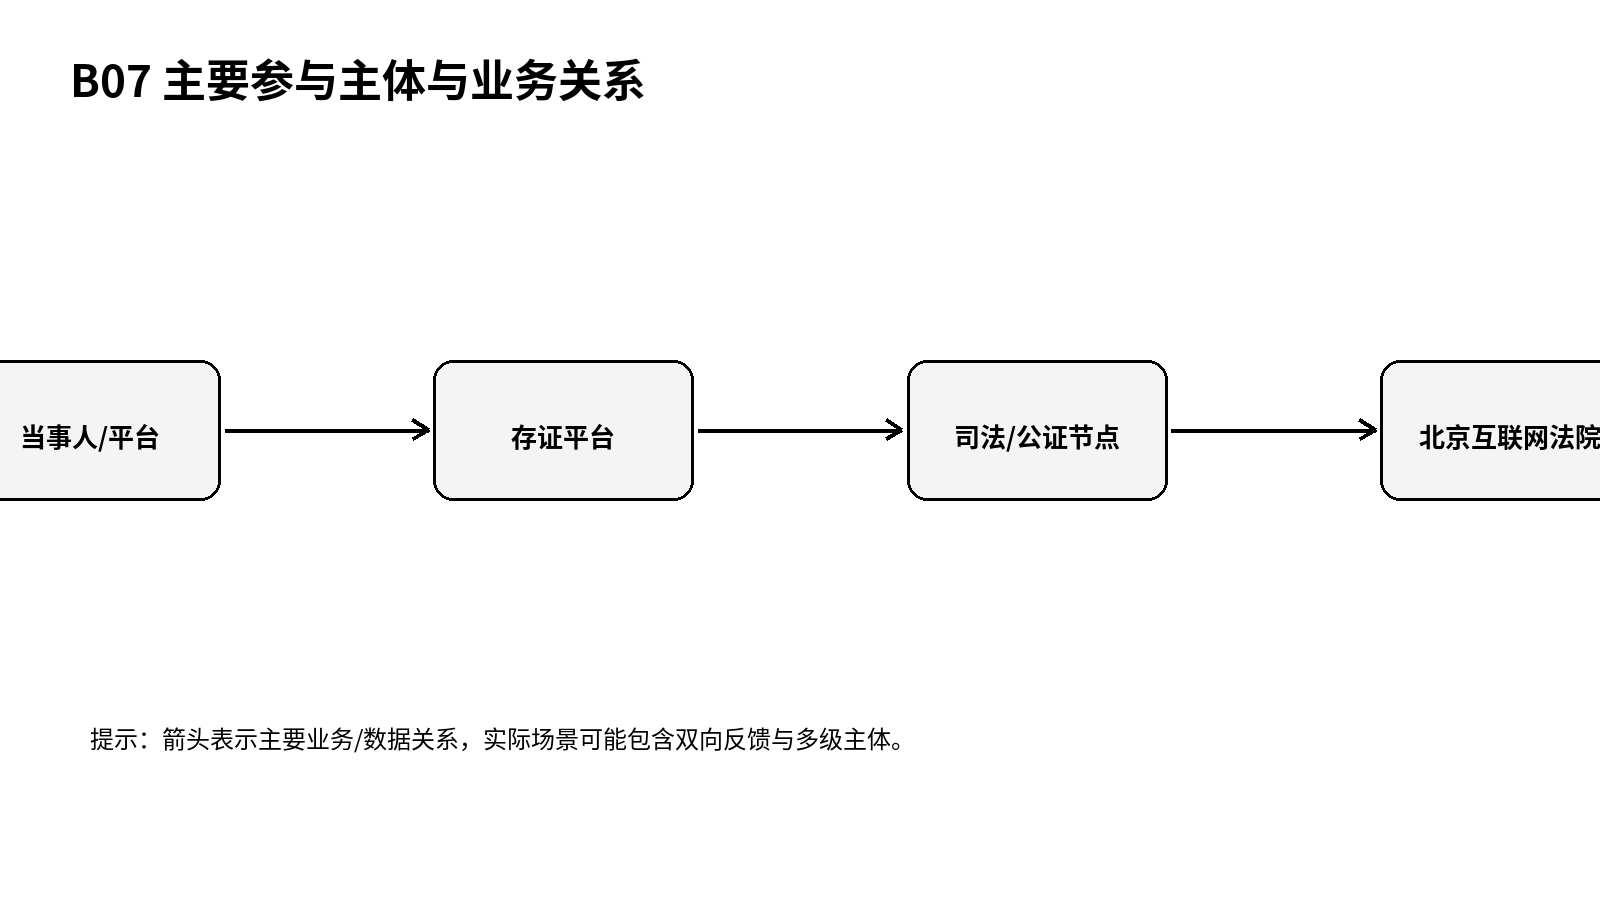 B07 主要参与主体与业务关系
当事人/平台
存证平台
司法/公证节点
北京互联网法院
提示：箭头表示主要业务/数据关系，实际场景可能包含双向反馈与多级主体。